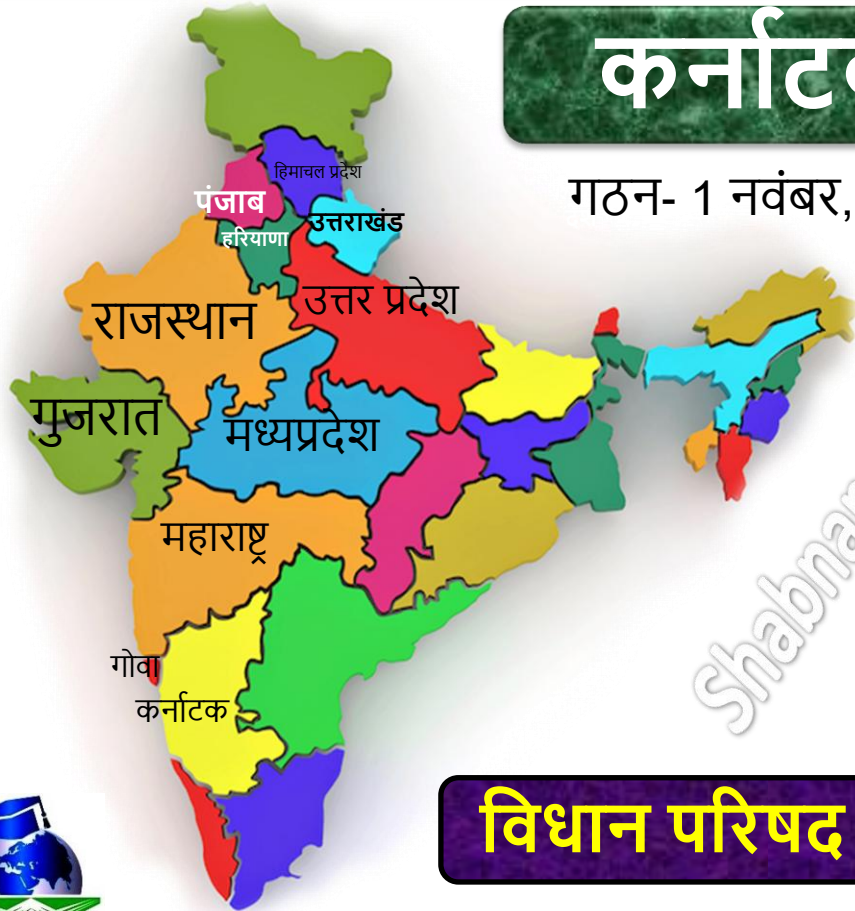 कर्नाटक
गठन- 1 नवंबर,
हिमाचल प्रदेश
पंजाब
उत्तराखंड
हरियाणा
राजस्थान
उत्तर प्रदेश
गुजरात
मध्यप्रदेश
महाराष्ट्र
गोवा
कर्नाटक
विधान परिषद